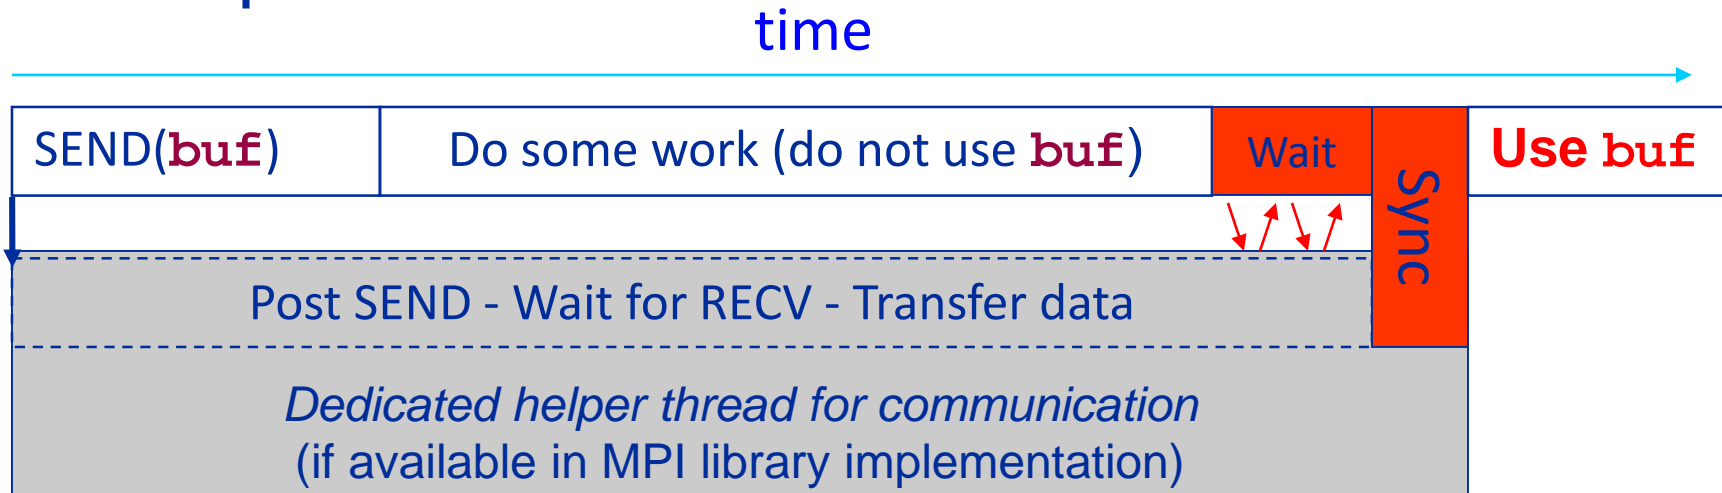 time
SEND(buf)
Do some work (do not use buf)
Wait
Sync
Use buf
Post SEND - Wait for RECV - Transfer data
Dedicated helper thread for communication
(if available in MPI library implementation)